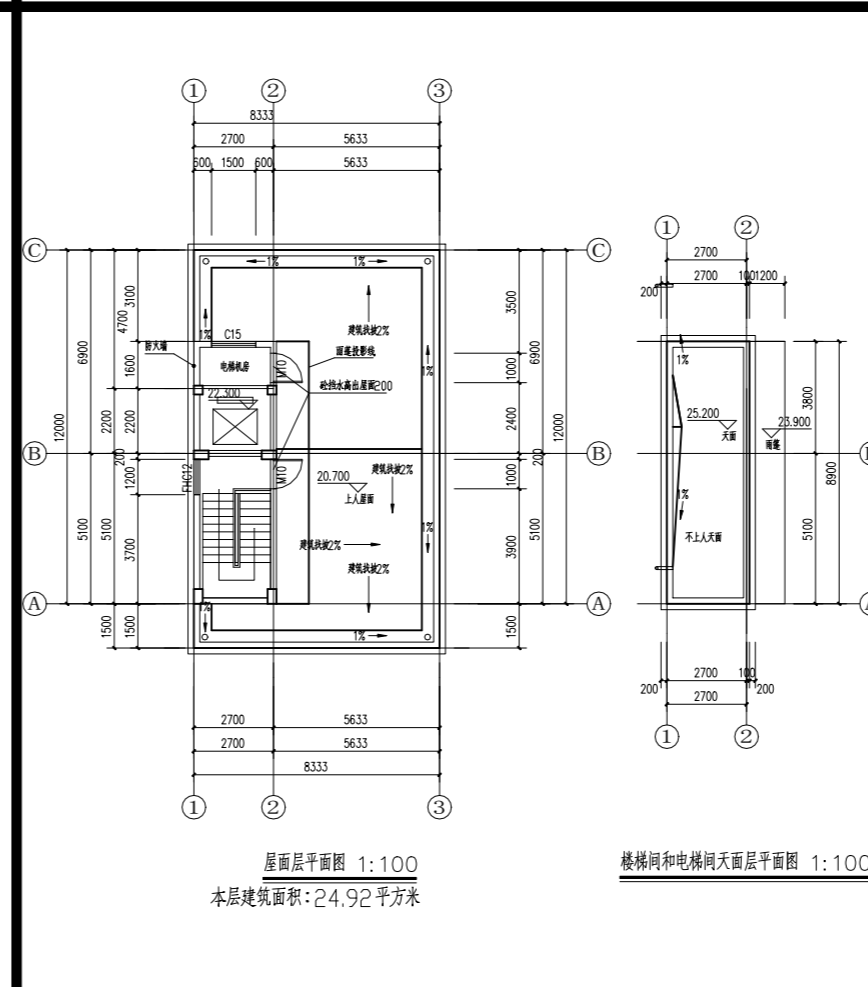 ① ② ③
8333
2700 5633
600 1500 600 5633
C C
3100
4700
6900
12000
1600
2200
2200
200
1200
5100
5100
3700
1500
1500
1% 1%
建筑找坡2%
1%
C15
防火墙
雨蓬投影线
电梯机房
M10
1%
砼挡水高出屋面200
22.300
B B
FHC12
M10
20.700
上人屋面
建筑找坡2%
1%
建筑找坡2%
建筑找坡2%
A A
1%
1%
3500
1000
6900
12000
2400
200
1000
5100
3900
1500
2700 5633
2700 5633
8333
① ② ③
屋面层平面图 1:100
本层建筑面积:24.92平方米
① ②
2700
2700 100 1200
200
1%
25.200
天面
23.900
雨蓬
3800
8900
5100
1%
不上人天面
2700 100
200 200
2700
① ②
楼梯间和电梯间天面层平面图 1:100